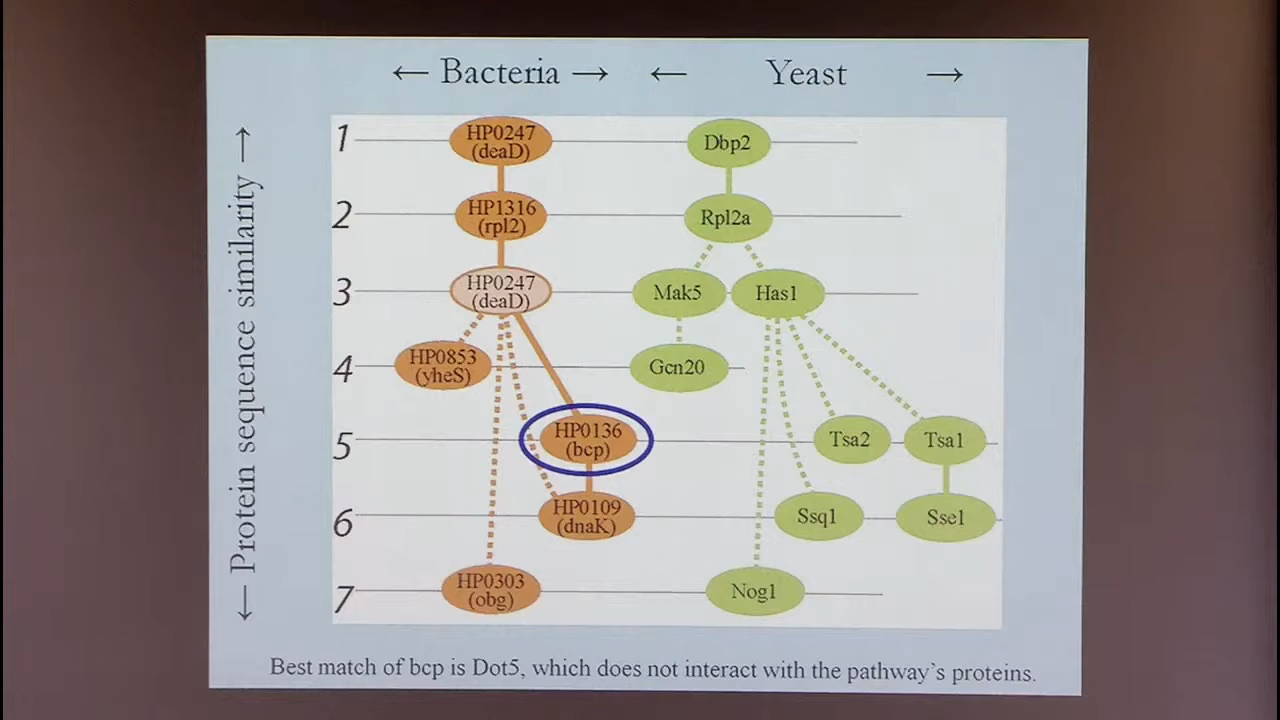 ← Bacteria → ← Yeast →
← Protein sequence similarity →
1 HP0247 (deaD) Dbp2
2 HP1316 (rpl2) Rpl2a
3 HP0247 (deaD) Mak5 Has1
4 HP0853 (yheS) Gcn20
5 HP0136 (bcp) Tsa2 Tsa1
6 HP0109 (dnaK) Ssq1 Sse1
7 HP0303 (obg) Nog1
Best match of bcp is Dot5, which does not interact with the pathway's proteins.